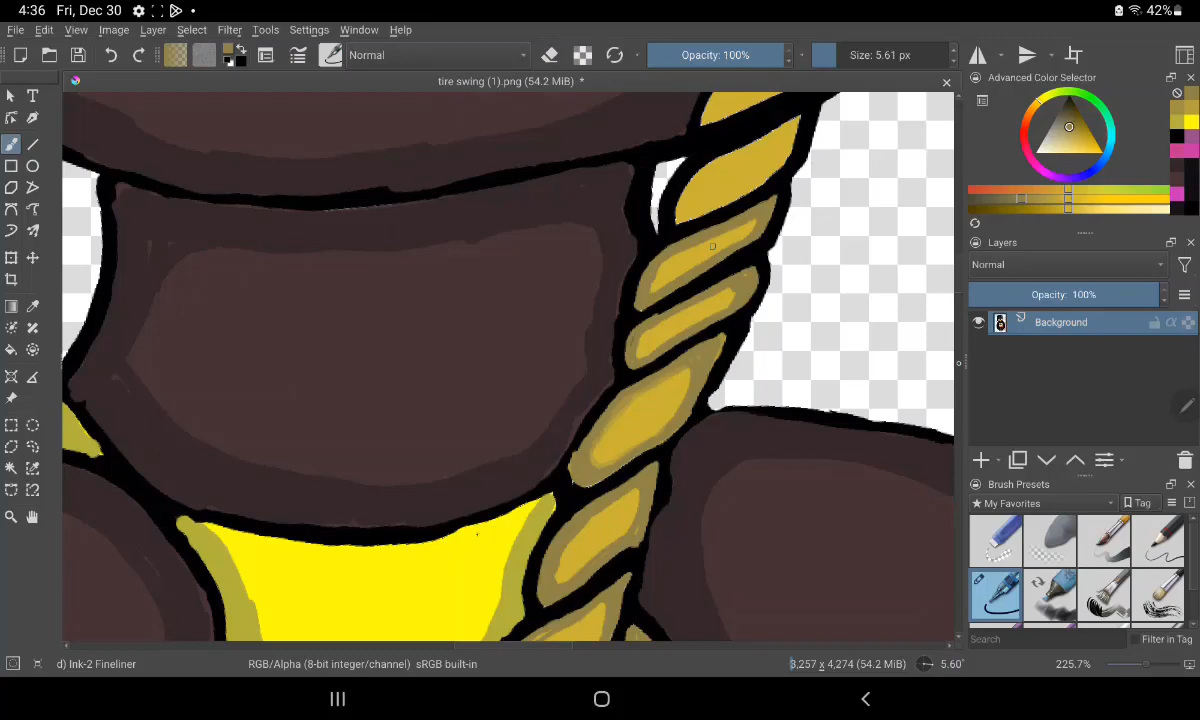 4:36 Fri, Dec 30
42%
File Edit View Image Layer Select Filter Tools Settings Window Help
Normal
Opacity: 100%
Size: 5.61 px
tire swing (1).png (54.2 MiB) *
Advanced Color Selector
Layers
Normal
Opacity: 100%
Background
Brush Presets
My Favorites
Tag
Search
Filter in Tag
d) Ink-2 Fineliner
RGB/Alpha (8-bit integer/channel) sRGB built-in
3,257 x 4,274 (54.2 MiB)
5.60°
225.7%